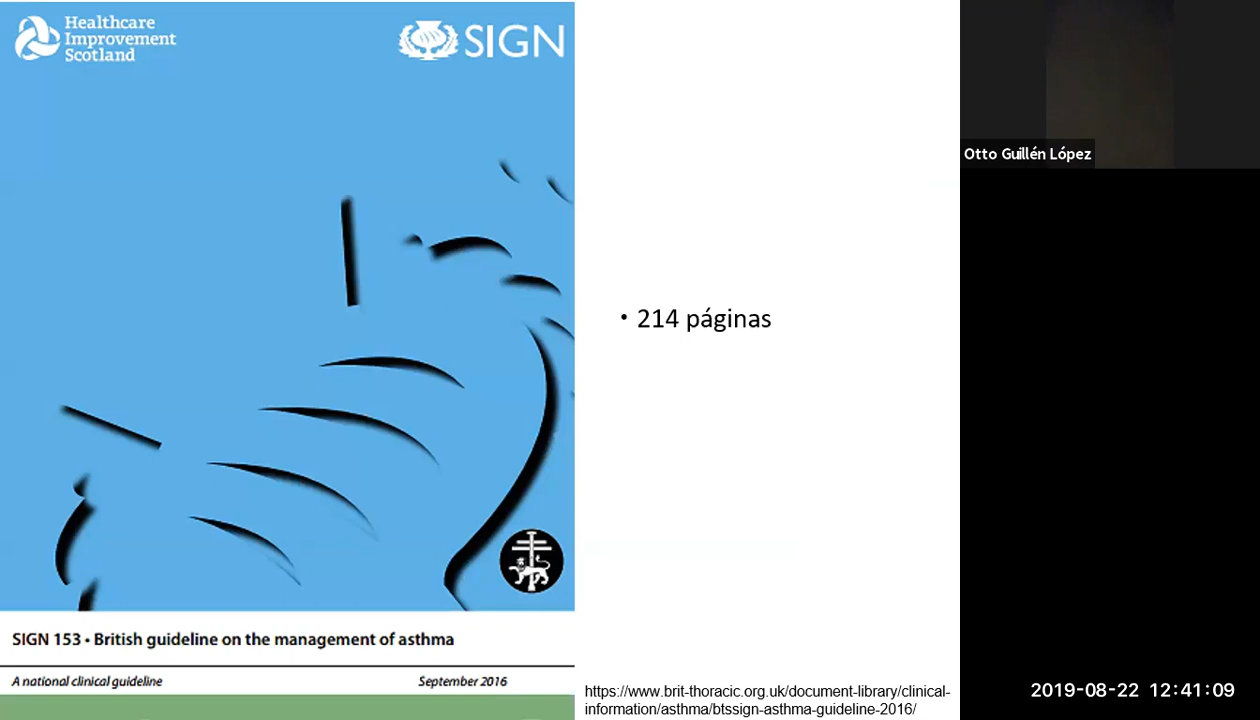 Healthcare
Improvement
Scotland
SIGN
SIGN 153 • British guideline on the management of asthma
A national clinical guideline
September 2016
• 214 páginas
https://www.brit-thoracic.org.uk/document-library/clinical-
information/asthma/btssign-asthma-guideline-2016/
Otto Guillén López
2019-08-22 12:41:09